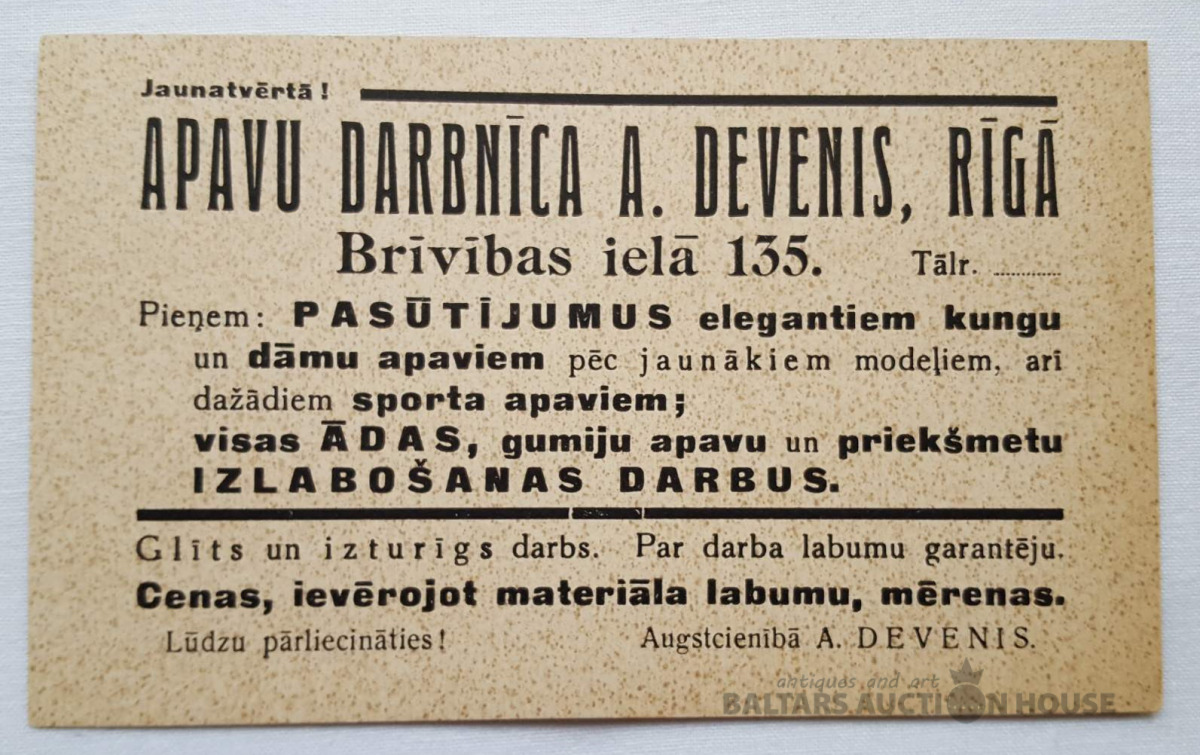 Jaunatvērtā!
APAVU DARBNĪCA A. DEVENIS, RĪGĀ
Brīvības ielā 135. Tālr. ............
Pieņem: PASŪTĪJUMUS elegantiem kungu
un dāmu apaviem pēc jaunākiem modeļiem, arī
dažādiem sporta apaviem;
visas ĀDAS, gumiju apavu un priekšmetu
IZLABOŠANAS DARBUS.
Glīts un izturīgs darbs. Par darba labumu garantēju.
Cenas, ievērojot materiāla labumu, mērenas.
Lūdzu pārliecināties! Augstcienībā A. DEVENIS.
antiques and art
BALTARS AUCTION HOUSE